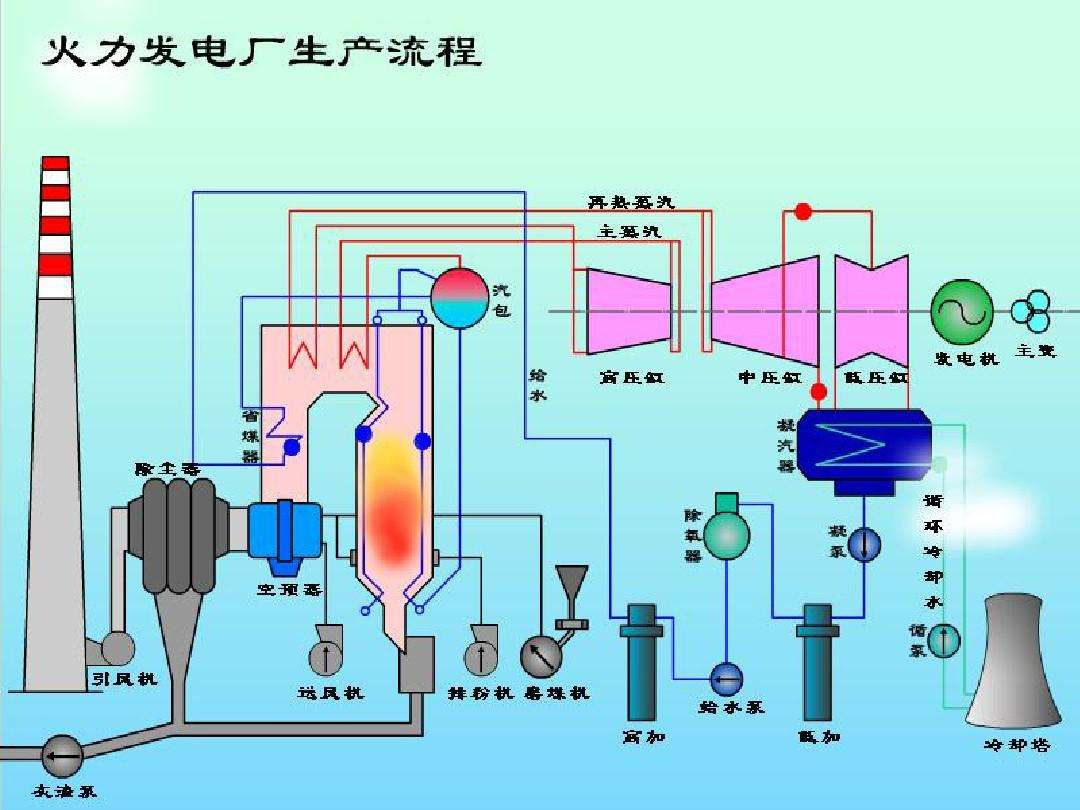 火力发电厂生产流程
再热蒸汽
主蒸汽
汽包
给水
高压缸
中压缸
低压缸
发电机
主变
省煤器
凝汽器
除尘器
除氧器
凝泵
循环冷却水
空预器
循泵
引风机
送风机
排粉机
磨煤机
给水泵
高加
低加
冷却塔
灰渣泵